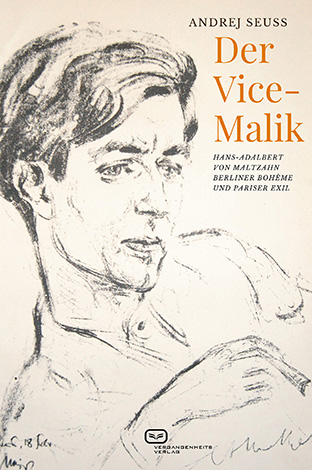 ANDREJ SEUSS
Der
Vice-
Malik
HANS-ADALBERT
VON MALTZAHN
BERLINER BOHÈME
UND PARISER EXIL
VERGANGENHEITS
VERLAG